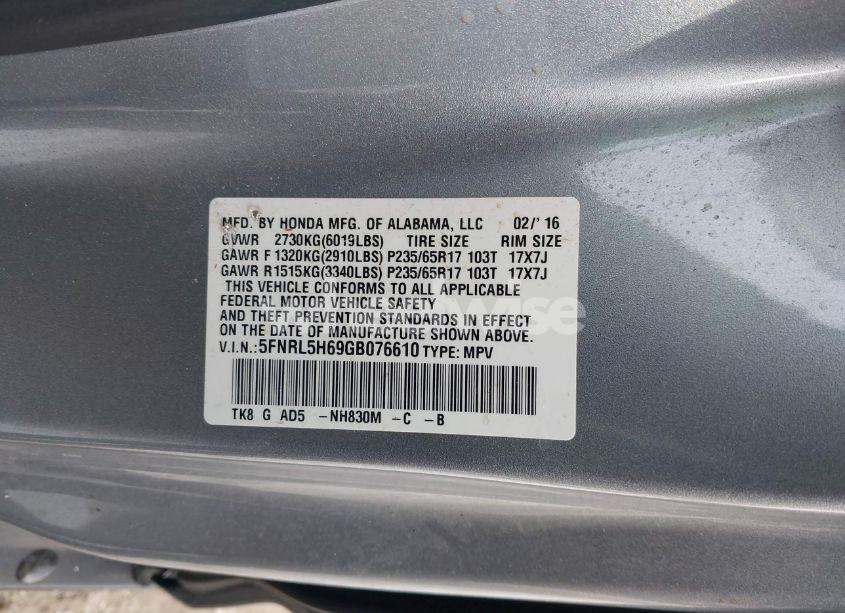 MFD. BY HONDA MFG. OF ALABAMA, LLC 02/' 16
GVWR 2730KG(6019LBS) TIRE SIZE RIM SIZE
GAWR F 1320KG(2910LBS) P235/65R17 103T 17X7J
GAWR R 1515KG(3340LBS) P235/65R17 103T 17X7J
THIS VEHICLE CONFORMS TO ALL APPLICABLE
FEDERAL MOTOR VEHICLE SAFETY
AND THEFT PREVENTION STANDARDS IN EFFECT
ON THE DATE OF MANUFACTURE SHOWN ABOVE.
V.I.N.:5FNRL5H69GB076610 TYPE: MPV
TK8 G AD5 -NH830M -C -B